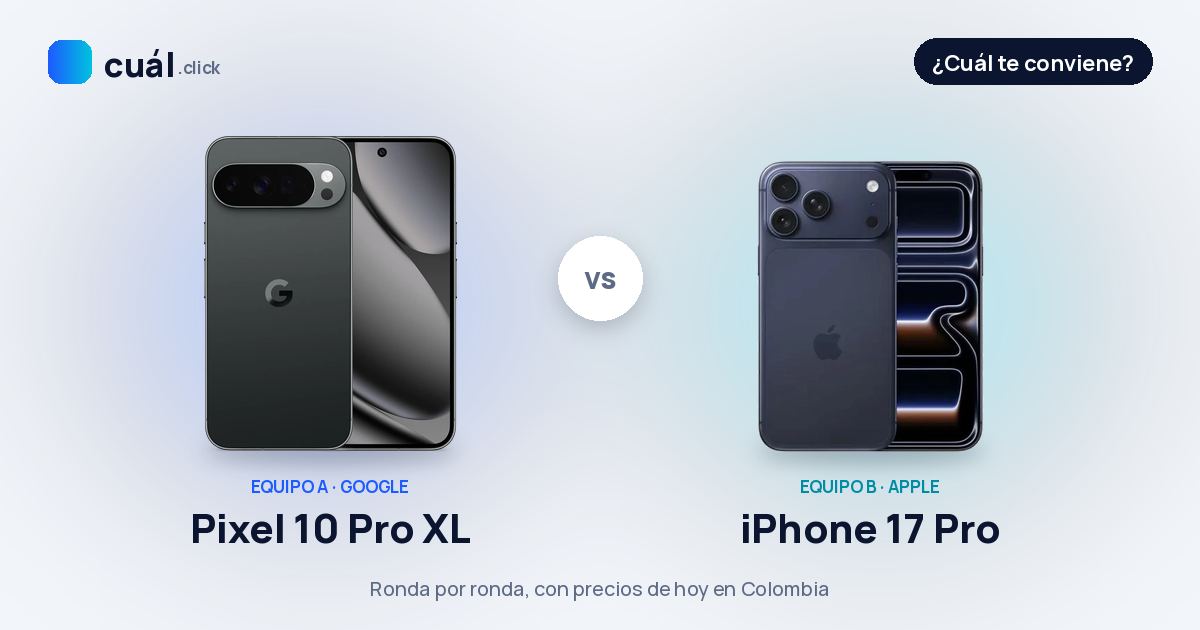 cuál.click
¿Cuál te conviene?
vs
EQUIPO A · GOOGLE
Pixel 10 Pro XL
EQUIPO B · APPLE
iPhone 17 Pro
Ronda por ronda, con precios de hoy en Colombia